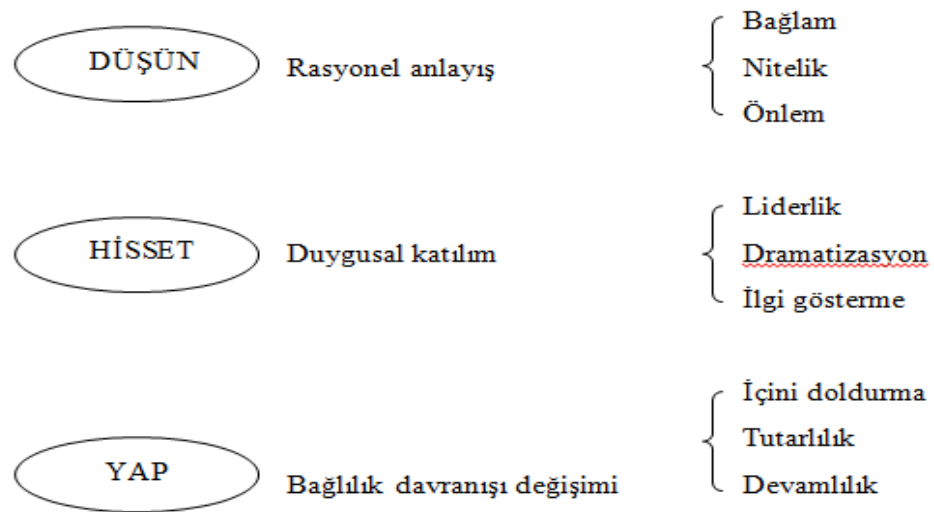 DÜŞÜN
Rasyonel anlayış
Bağlam
Nitelik
Önlem
HİSSET
Duygusal katılım
Liderlik
Dramatizasyon
İlgi gösterme
YAP
Bağlılık davranışı değişimi
İçini doldurma
Tutarlılık
Devamlılık